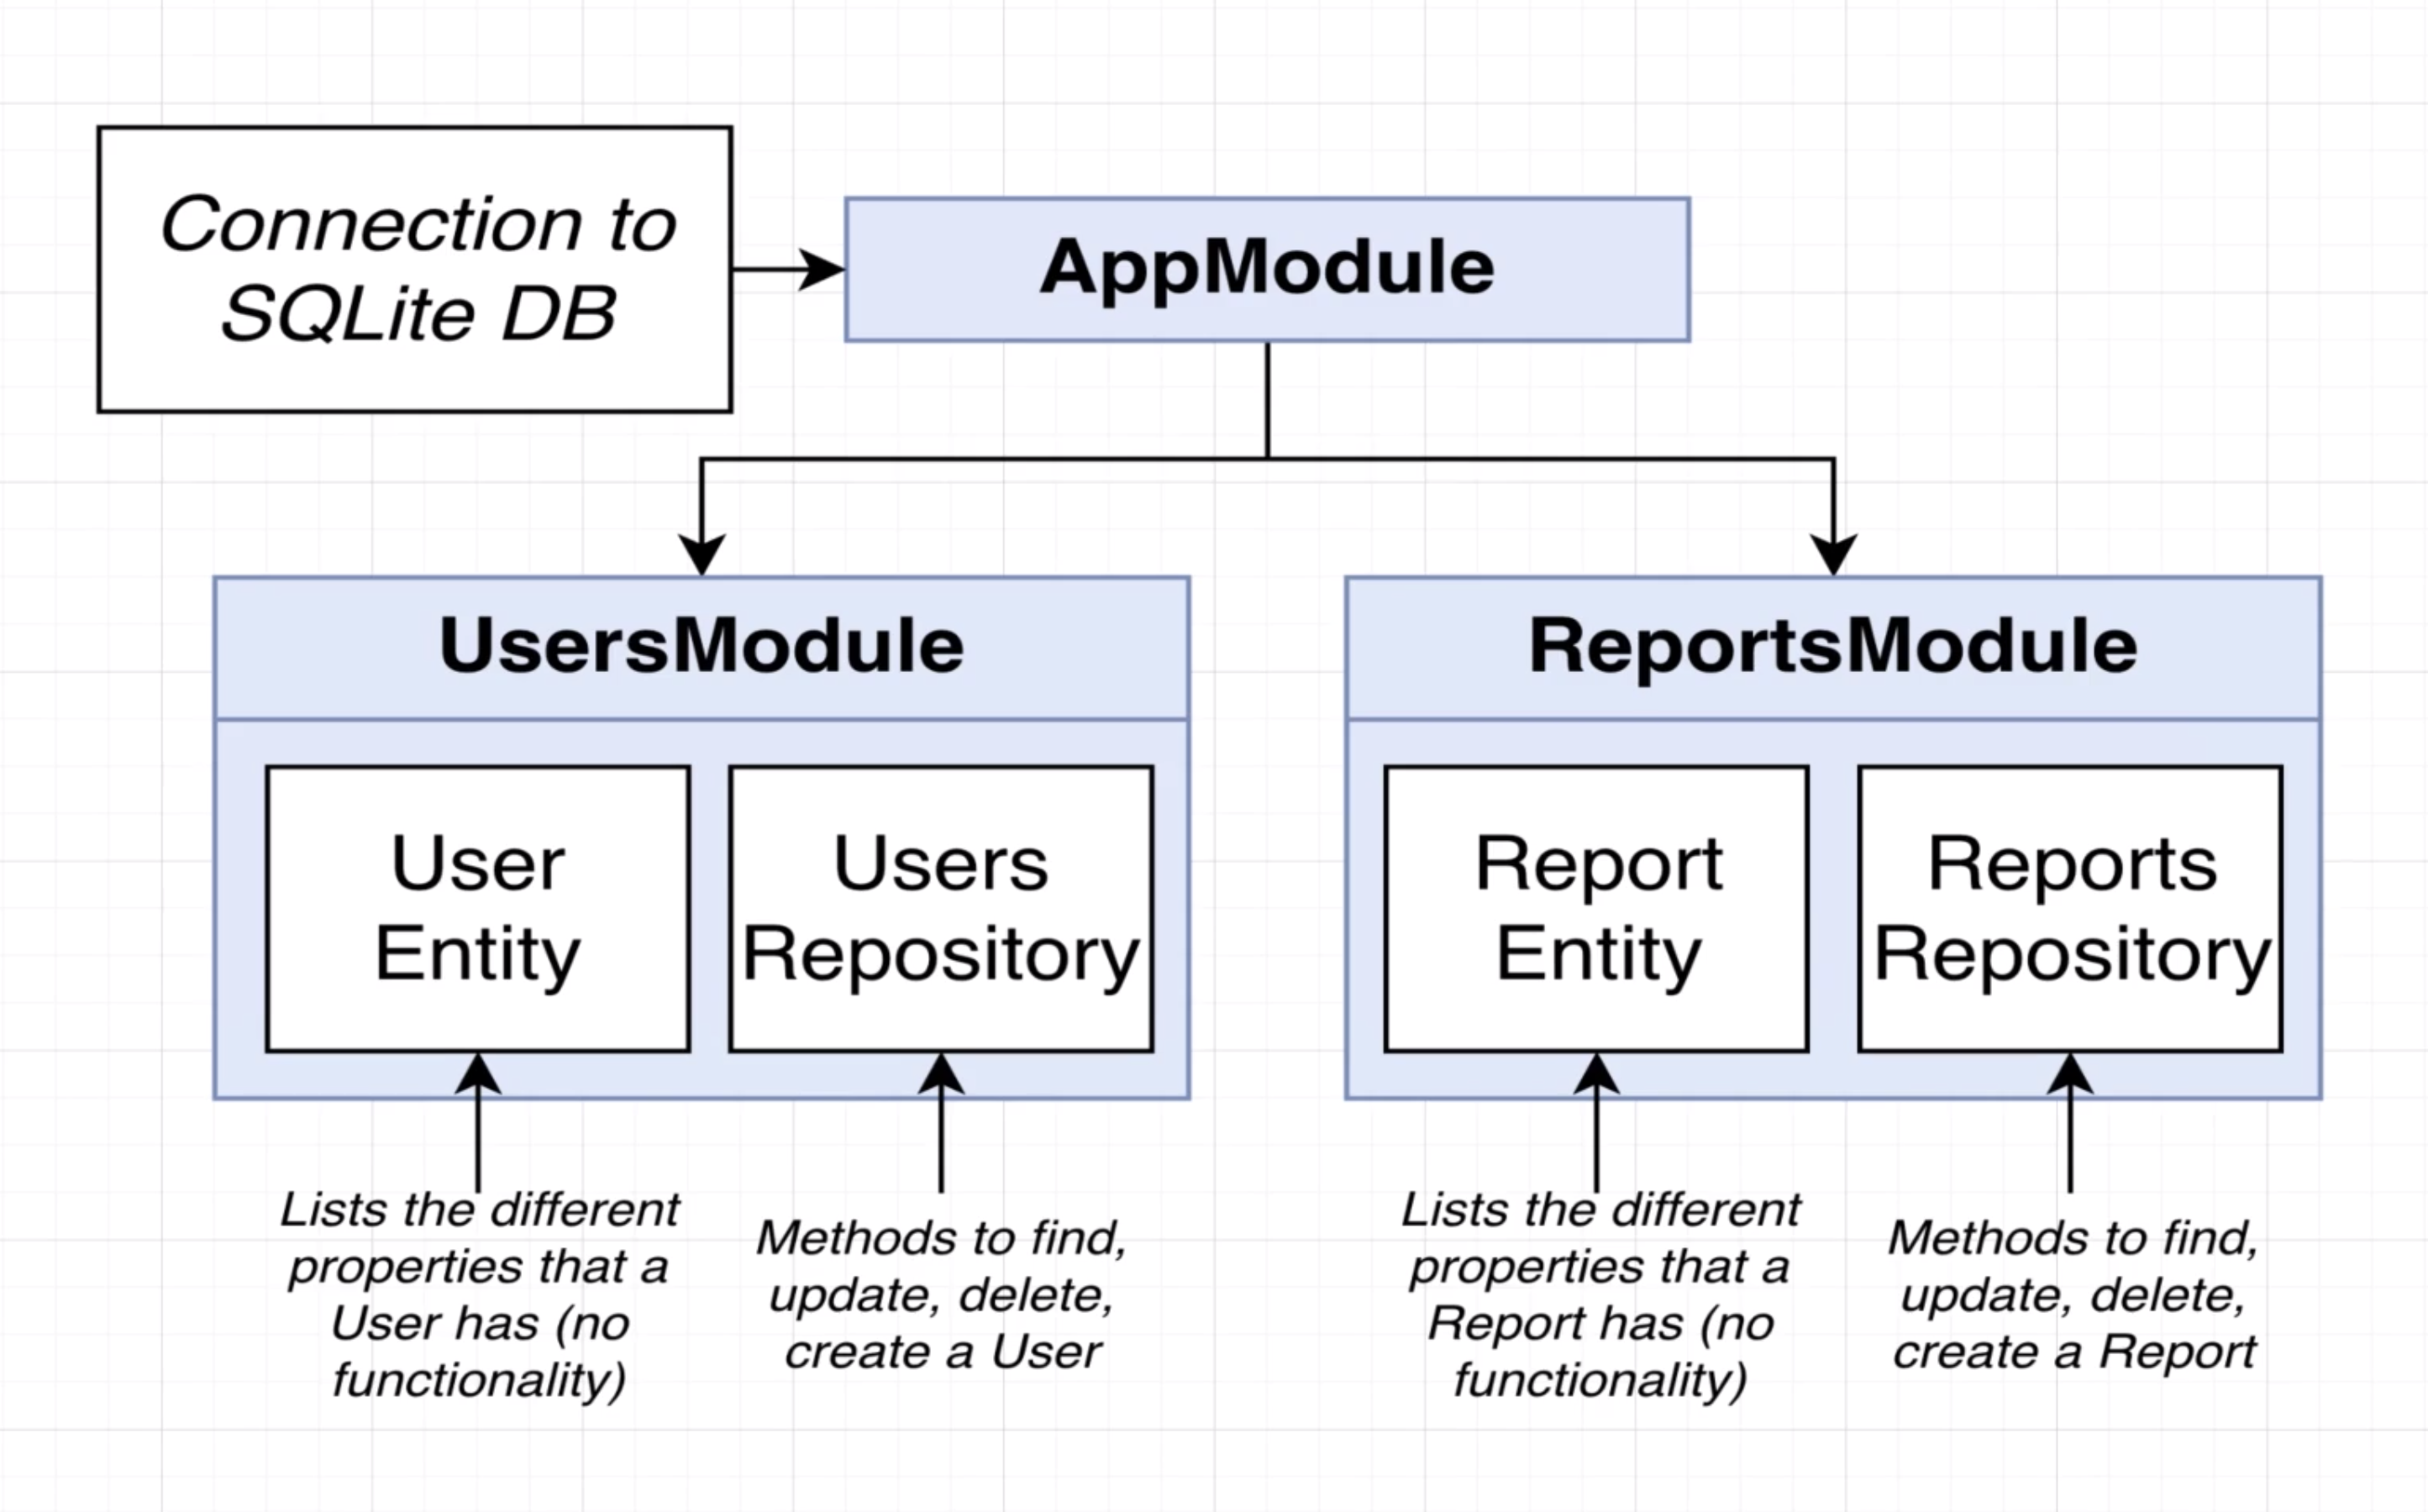 Connection to
SQLite DB
AppModule
UsersModule
User
Entity
Users
Repository
Lists the different
properties that a
User has (no
functionality)
Methods to find,
update, delete,
create a User
ReportsModule
Report
Entity
Reports
Repository
Lists the different
properties that a
Report has (no
functionality)
Methods to find,
update, delete,
create a Report